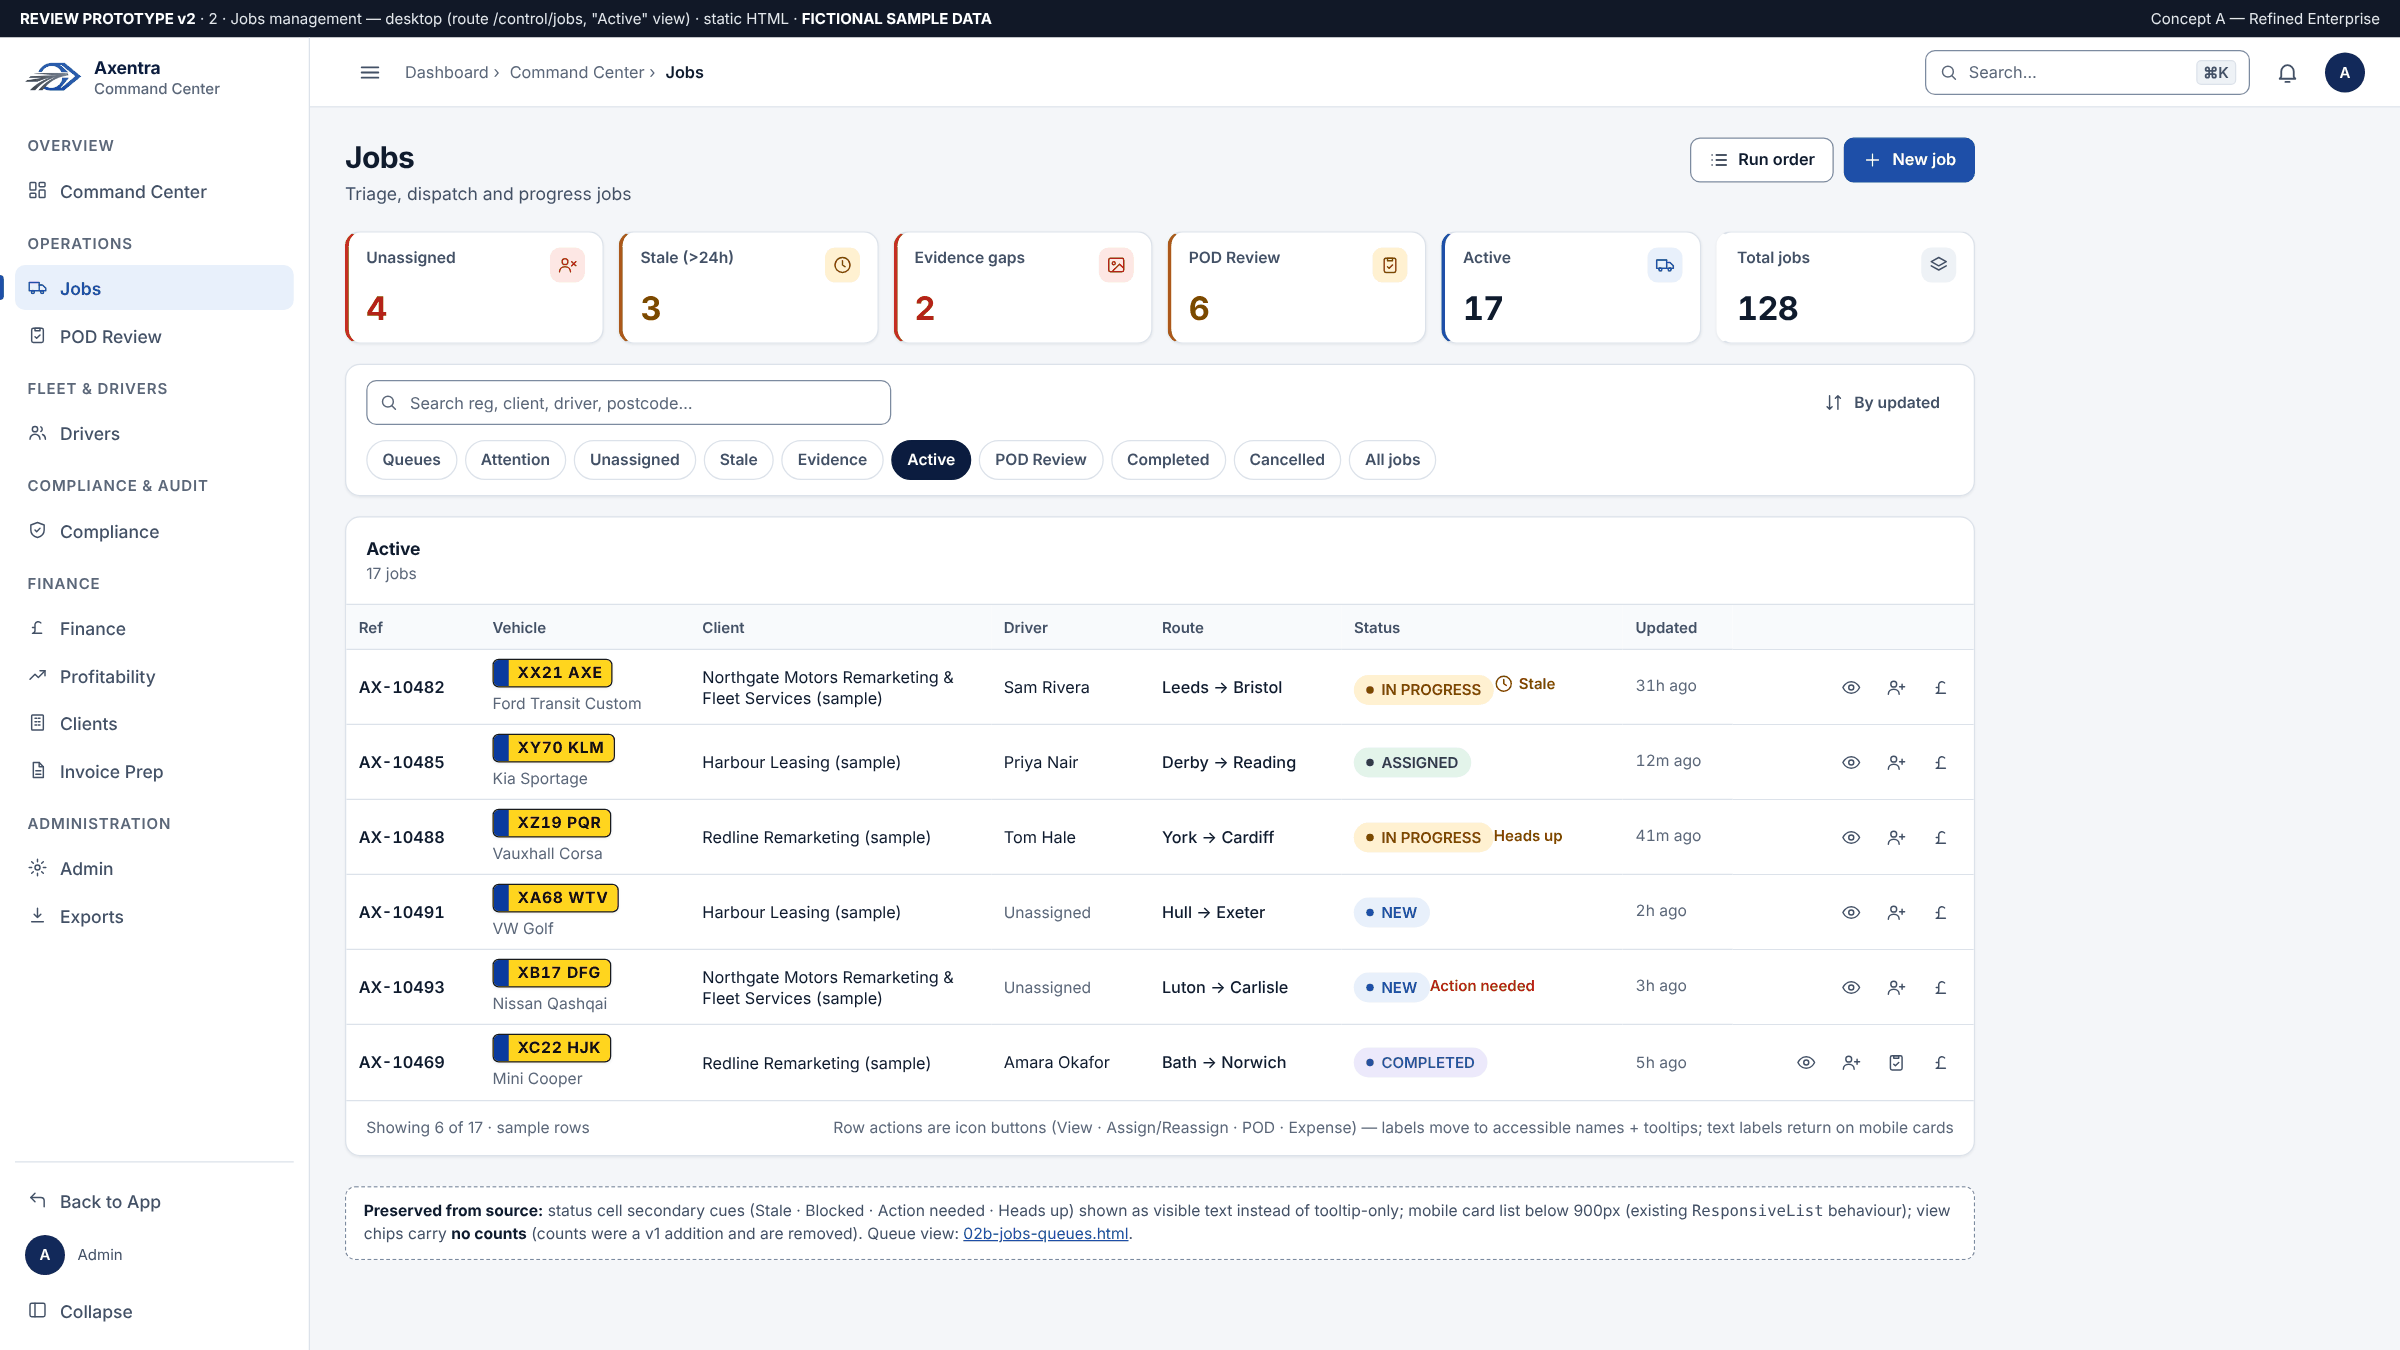 REVIEW PROTOTYPE v2 · 2 · Jobs management — desktop (route /control/jobs, "Active" view) · static HTML · FICTIONAL SAMPLE DATA
Concept A — Refined Enterprise
Axentra
Command Center
OVERVIEW
Command Center
OPERATIONS
Jobs
POD Review
FLEET & DRIVERS
Drivers
COMPLIANCE & AUDIT
Compliance
FINANCE
£ Finance
Profitability
Clients
Invoice Prep
ADMINISTRATION
Admin
Exports
Back to App
A Admin
Collapse
Dashboard › Command Center › Jobs
Search... ⌘K
A
Jobs
Triage, dispatch and progress jobs
Run order
+ New job
Unassigned
4
Stale (>24h)
3
Evidence gaps
2
POD Review
6
Active
17
Total jobs
128
Search reg, client, driver, postcode...
By updated
Queues Attention Unassigned Stale Evidence Active POD Review Completed Cancelled All jobs
Active
17 jobs
Ref Vehicle Client Driver Route Status Updated
AX-10482 XX21 AXE Ford Transit Custom Northgate Motors Remarketing & Fleet Services (sample) Sam Rivera Leeds → Bristol IN PROGRESS Stale 31h ago £
AX-10485 XY70 KLM Kia Sportage Harbour Leasing (sample) Priya Nair Derby → Reading ASSIGNED 12m ago £
AX-10488 XZ19 PQR Vauxhall Corsa Redline Remarketing (sample) Tom Hale York → Cardiff IN PROGRESS Heads up 41m ago £
AX-10491 XA68 WTV VW Golf Harbour Leasing (sample) Unassigned Hull → Exeter NEW 2h ago £
AX-10493 XB17 DFG Nissan Qashqai Northgate Motors Remarketing & Fleet Services (sample) Unassigned Luton → Carlisle NEW Action needed 3h ago £
AX-10469 XC22 HJK Mini Cooper Redline Remarketing (sample) Amara Okafor Bath → Norwich COMPLETED 5h ago £
Showing 6 of 17 · sample rows
Row actions are icon buttons (View · Assign/Reassign · POD · Expense) — labels move to accessible names + tooltips; text labels return on mobile cards
Preserved from source: status cell secondary cues (Stale · Blocked · Action needed · Heads up) shown as visible text instead of tooltip-only; mobile card list below 900px (existing ResponsiveList behaviour); view
chips carry no counts (counts were a v1 addition and are removed). Queue view: 02b-jobs-queues.html.